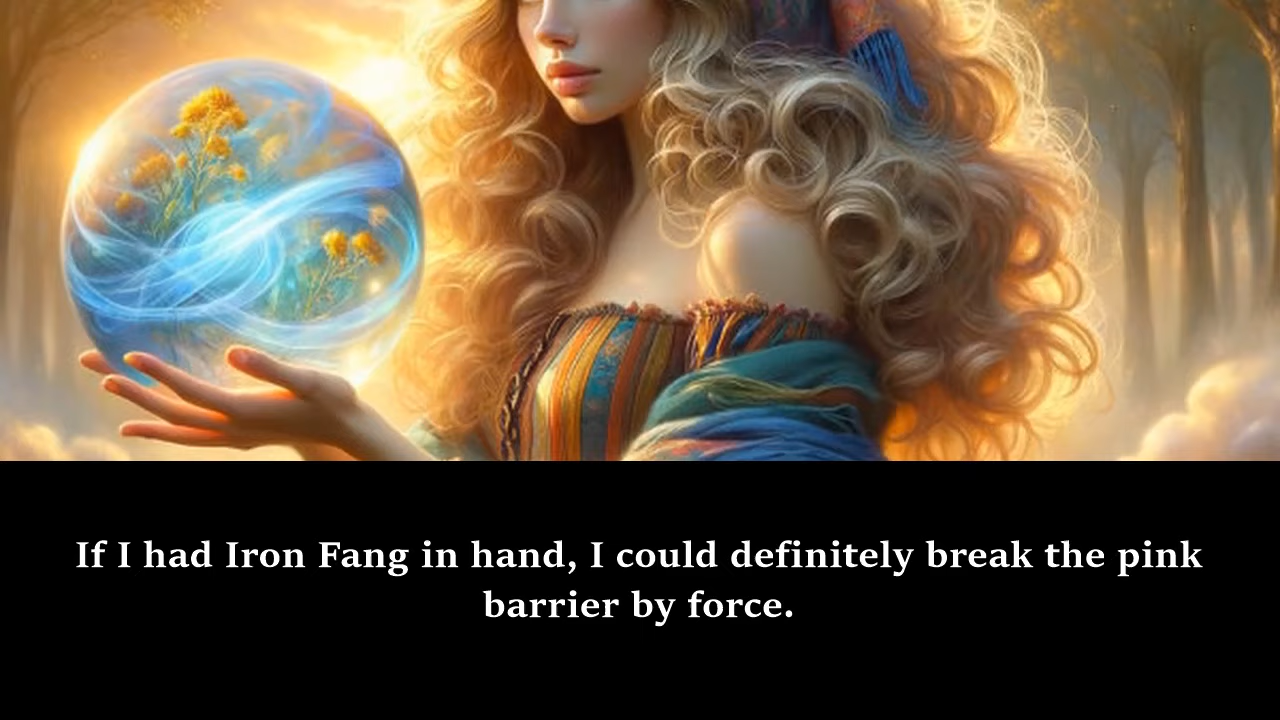 If I had Iron Fang in hand, I could definitely break the pink
barrier by force.